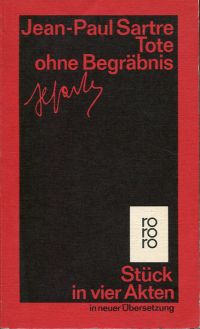 Jean-Paul Sartre
Tote
ohne Begräbnis
ro
ro
ro
Stück
in vier Akten
in neuer Übersetzung